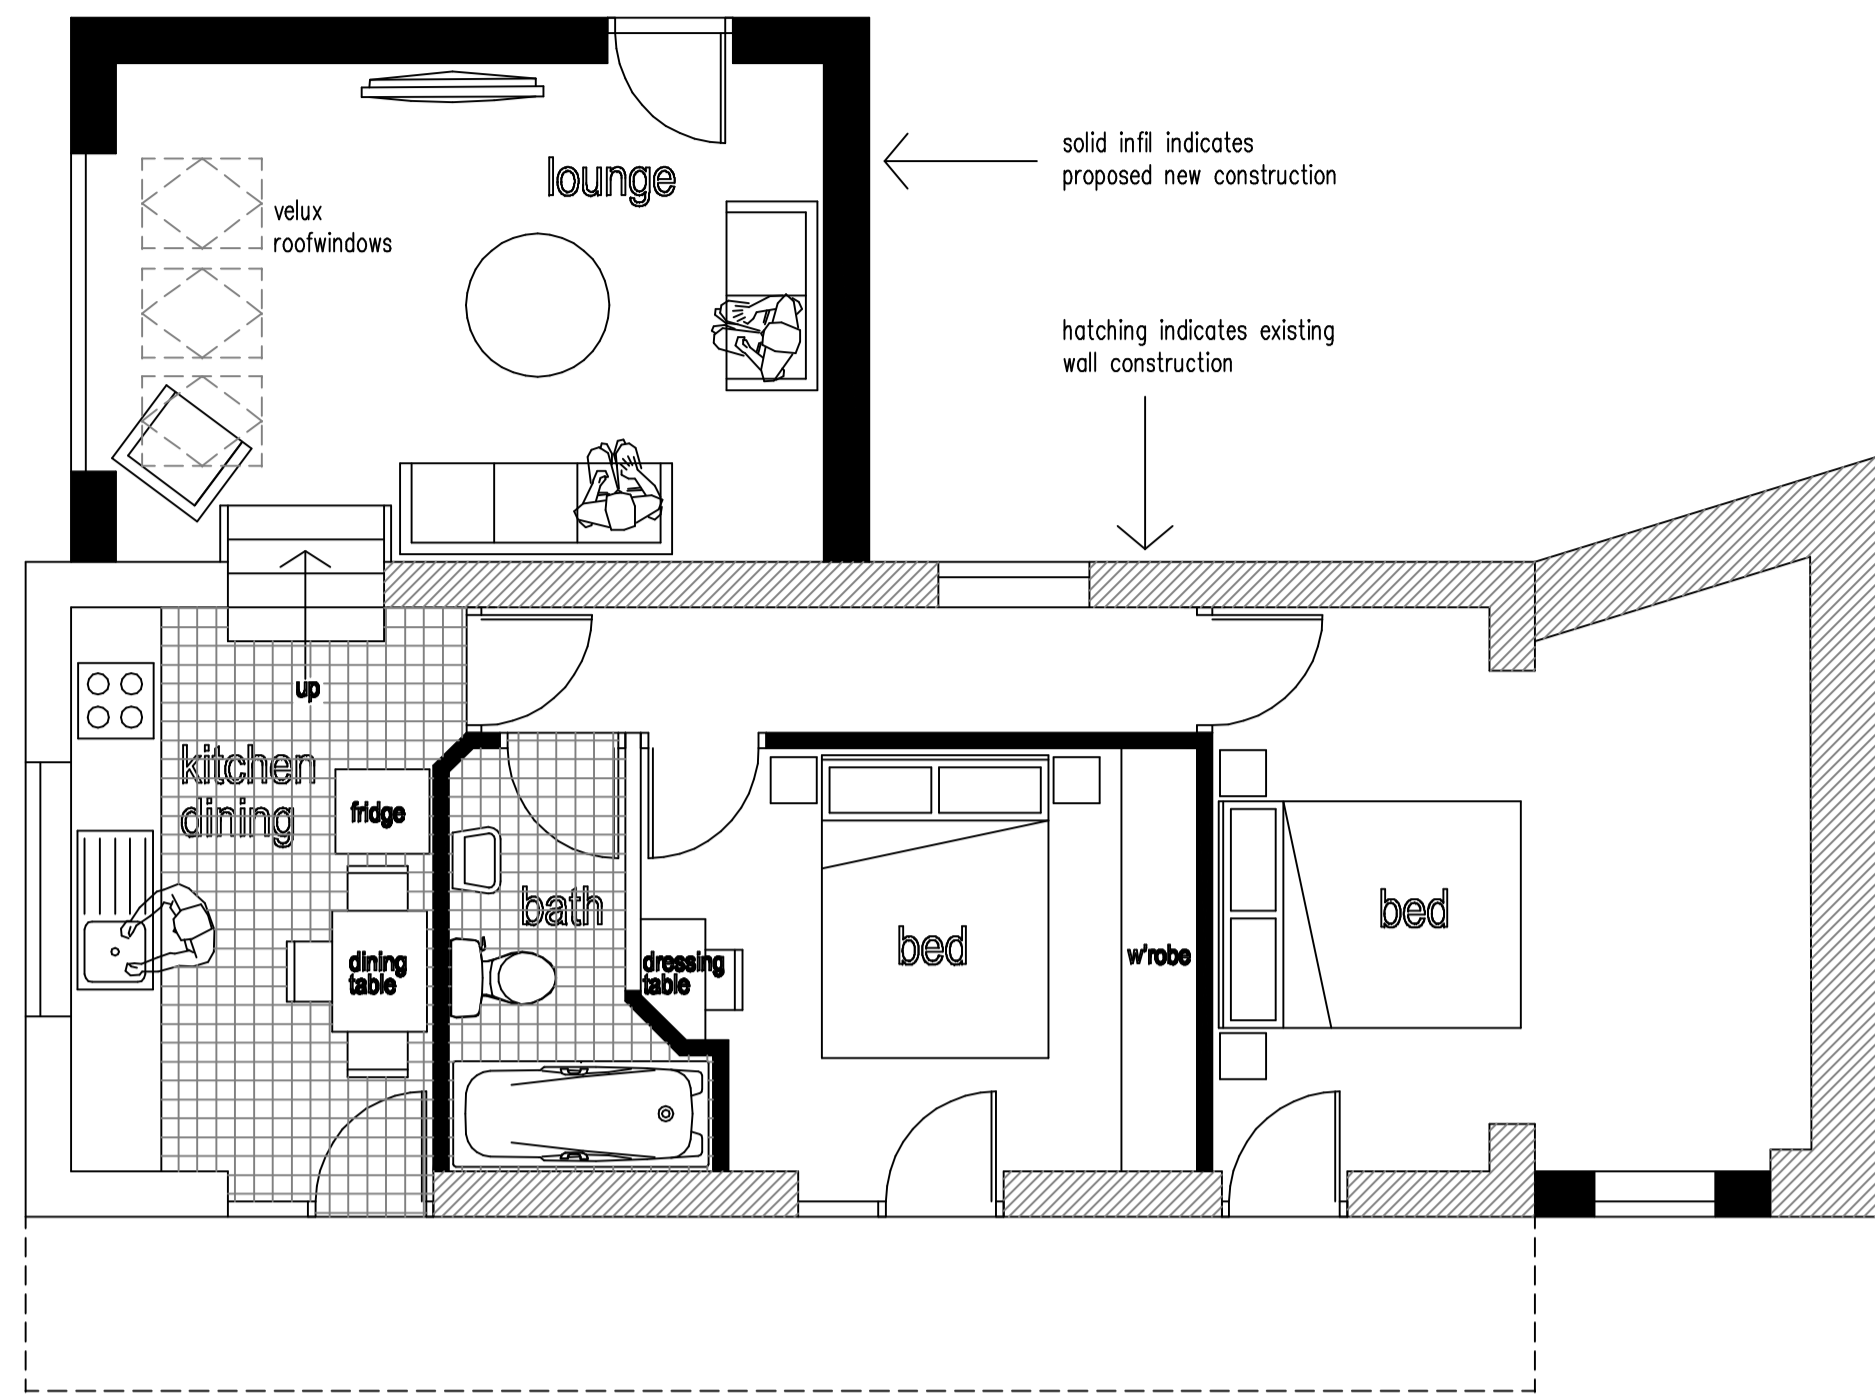 solid infil indicates
proposed new construction
lounge
velux
roofwindows
hatching indicates existing
wall construction
up
kitchen
dining
fridge
bath
bed
bed
dining
table
dressing
table
w'robe